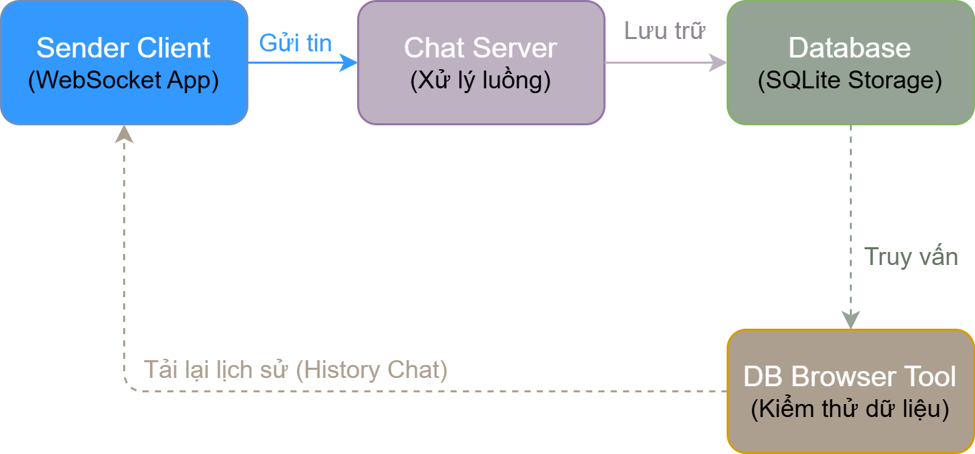 Sender Client
(WebSocket App)
Gửi tin
Chat Server
(Xử lý luồng)
Lưu trữ
Database
(SQLite Storage)
Truy vấn
Tải lại lịch sử (History Chat)
DB Browser Tool
(Kiểm thử dữ liệu)